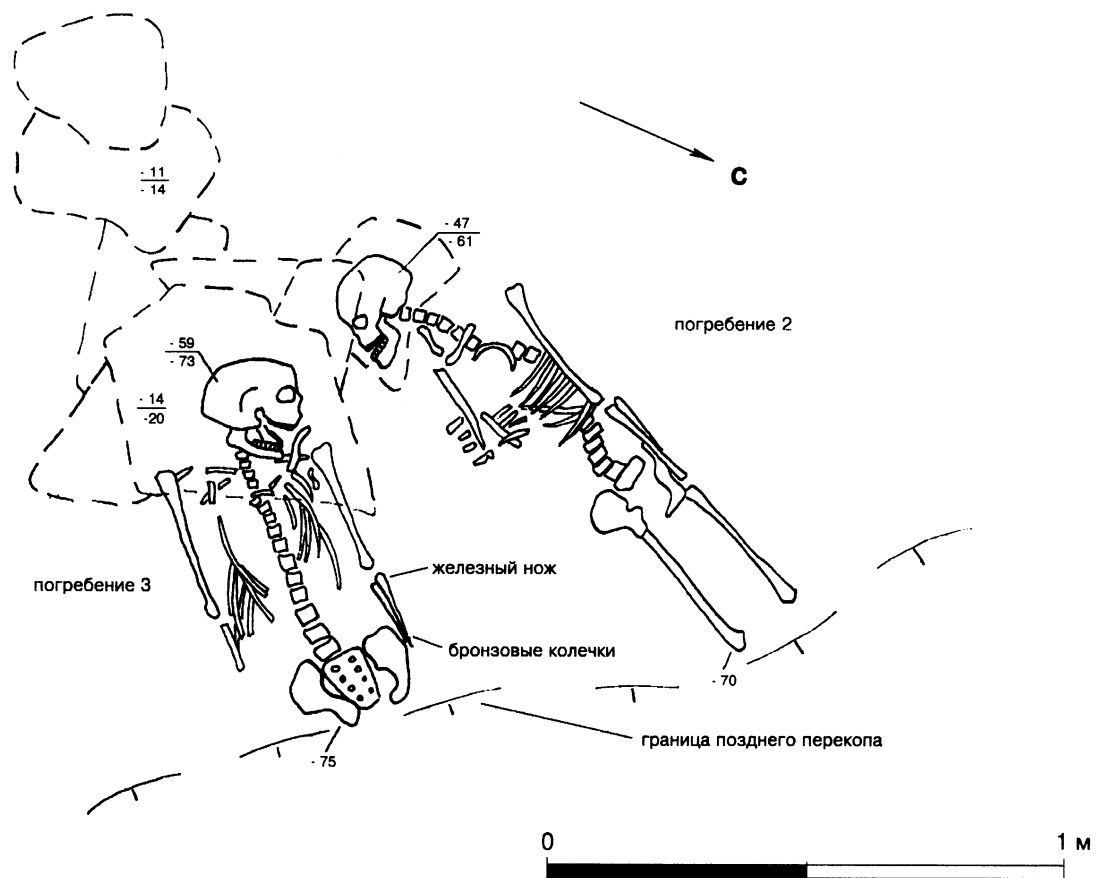 С
- 11
- 14
- 47
- 61
погребение 2
- 59
- 73
- 14
-20
железный нож
погребение 3
бронзовые колечки
- 70
граница позднего перекопа
- 75
0
1 м